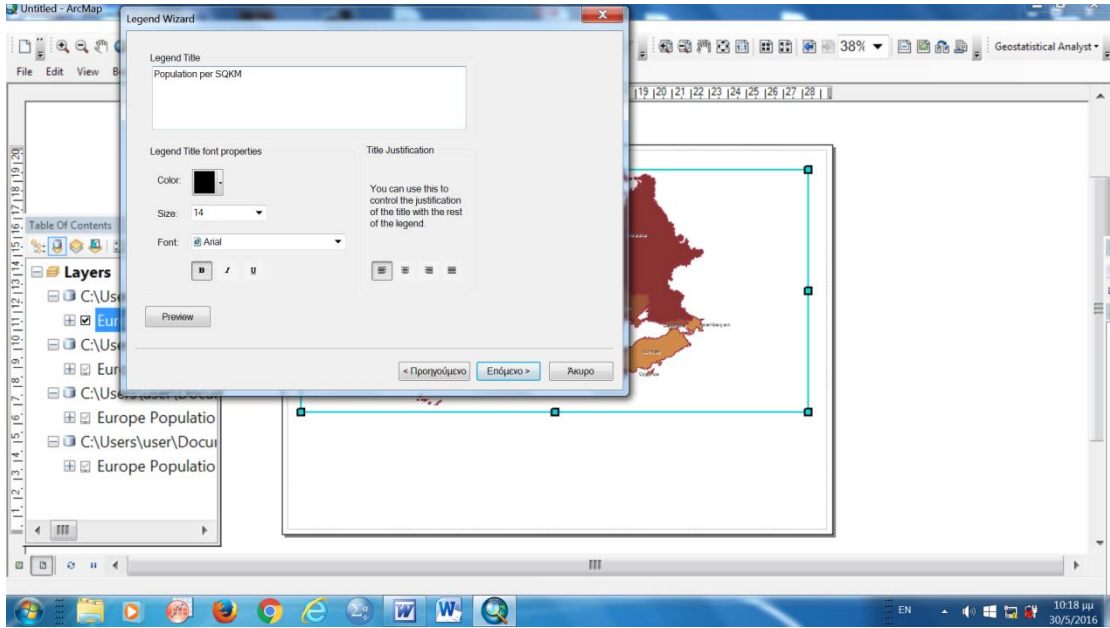 Untitled - ArcMap
Legend Wizard
38%
Geostatistical Analyst
File Edit View
Legend Title
Population per SQKM
Legend Title font properties
Color:
Size: 14
Font: Arial
B I U
Title Justification
You can use this to
control the justification
of the title with the rest
of the legend.
Preview
< Προηγούμενο Επόμενο > Άκυρο
19 20 21 22 23 24 25 26 27 28
Table Of Contents
Layers
C:\Use
Eur
C:\Use
Eur
C:\Users\user\Docu
Europe Populatio
C:\Users\user\Docu
Europe Populatio
EN
10:18 μμ
30/5/2016